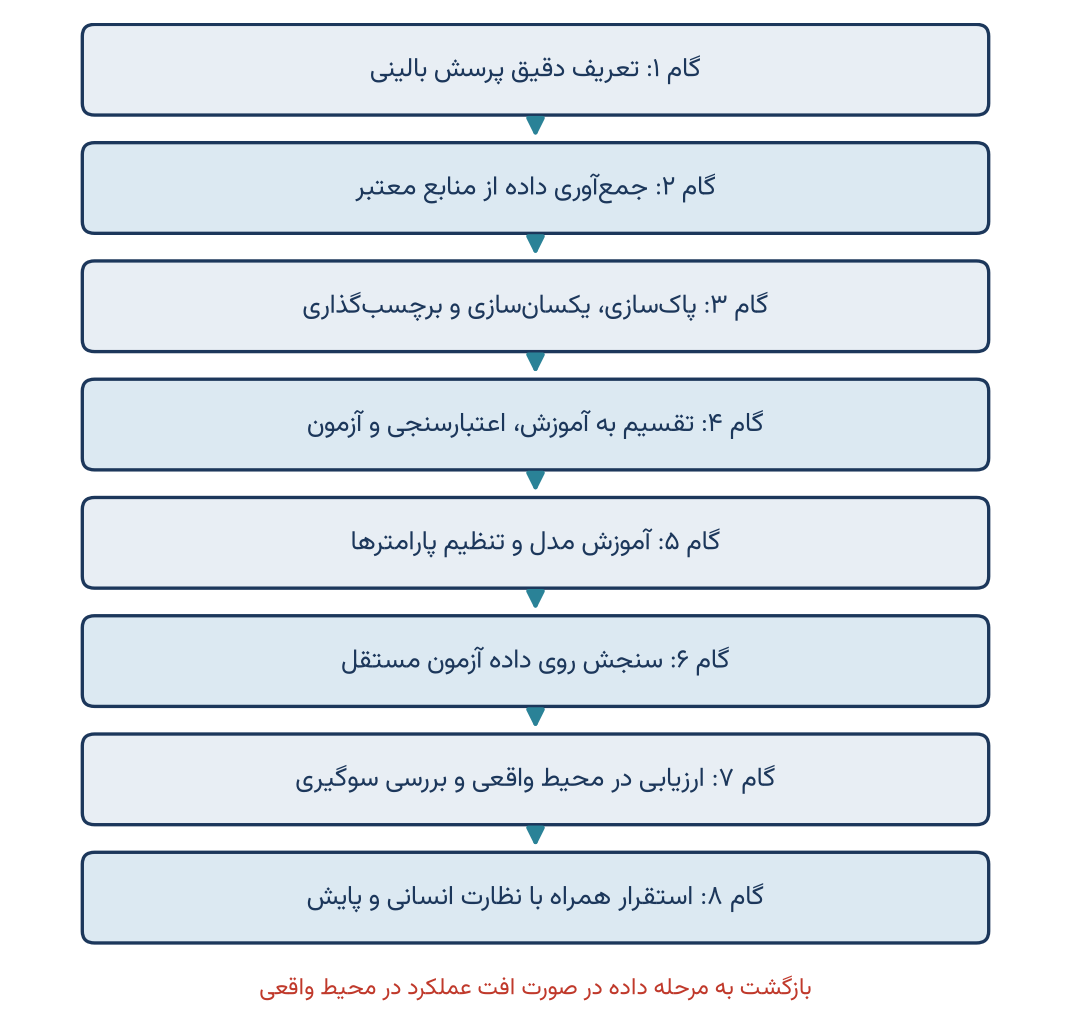 گام ۱: تعریف دقیق پرسش بالینی
گام ۲: جمع‌آوری داده از منابع معتبر
گام ۳: پاک‌سازی، یکسان‌سازی و برچسب‌گذاری
گام ۴: تقسیم به آموزش، اعتبارسنجی و آزمون
گام ۵: آموزش مدل و تنظیم پارامترها
گام ۶: سنجش روی داده آزمون مستقل
گام ۷: ارزیابی در محیط واقعی و بررسی سوگیری
گام ۸: استقرار همراه با نظارت انسانی و پایش
بازگشت به مرحله داده در صورت افت عملکرد در محیط واقعی